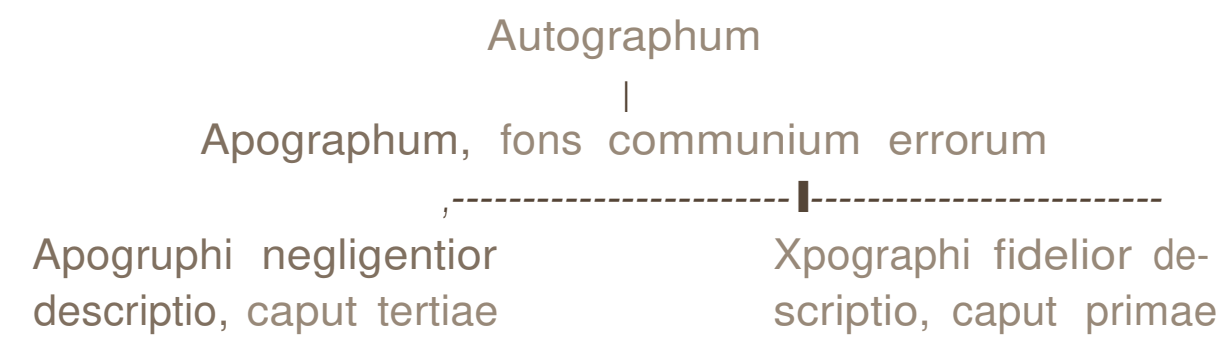 Autographum
|
Apographum, fons communium errorum
,------------------------▌-------------------------
Apogruphi negligentior
descriptio, caput tertiae
Xpographi fidelior de-
scriptio, caput primae